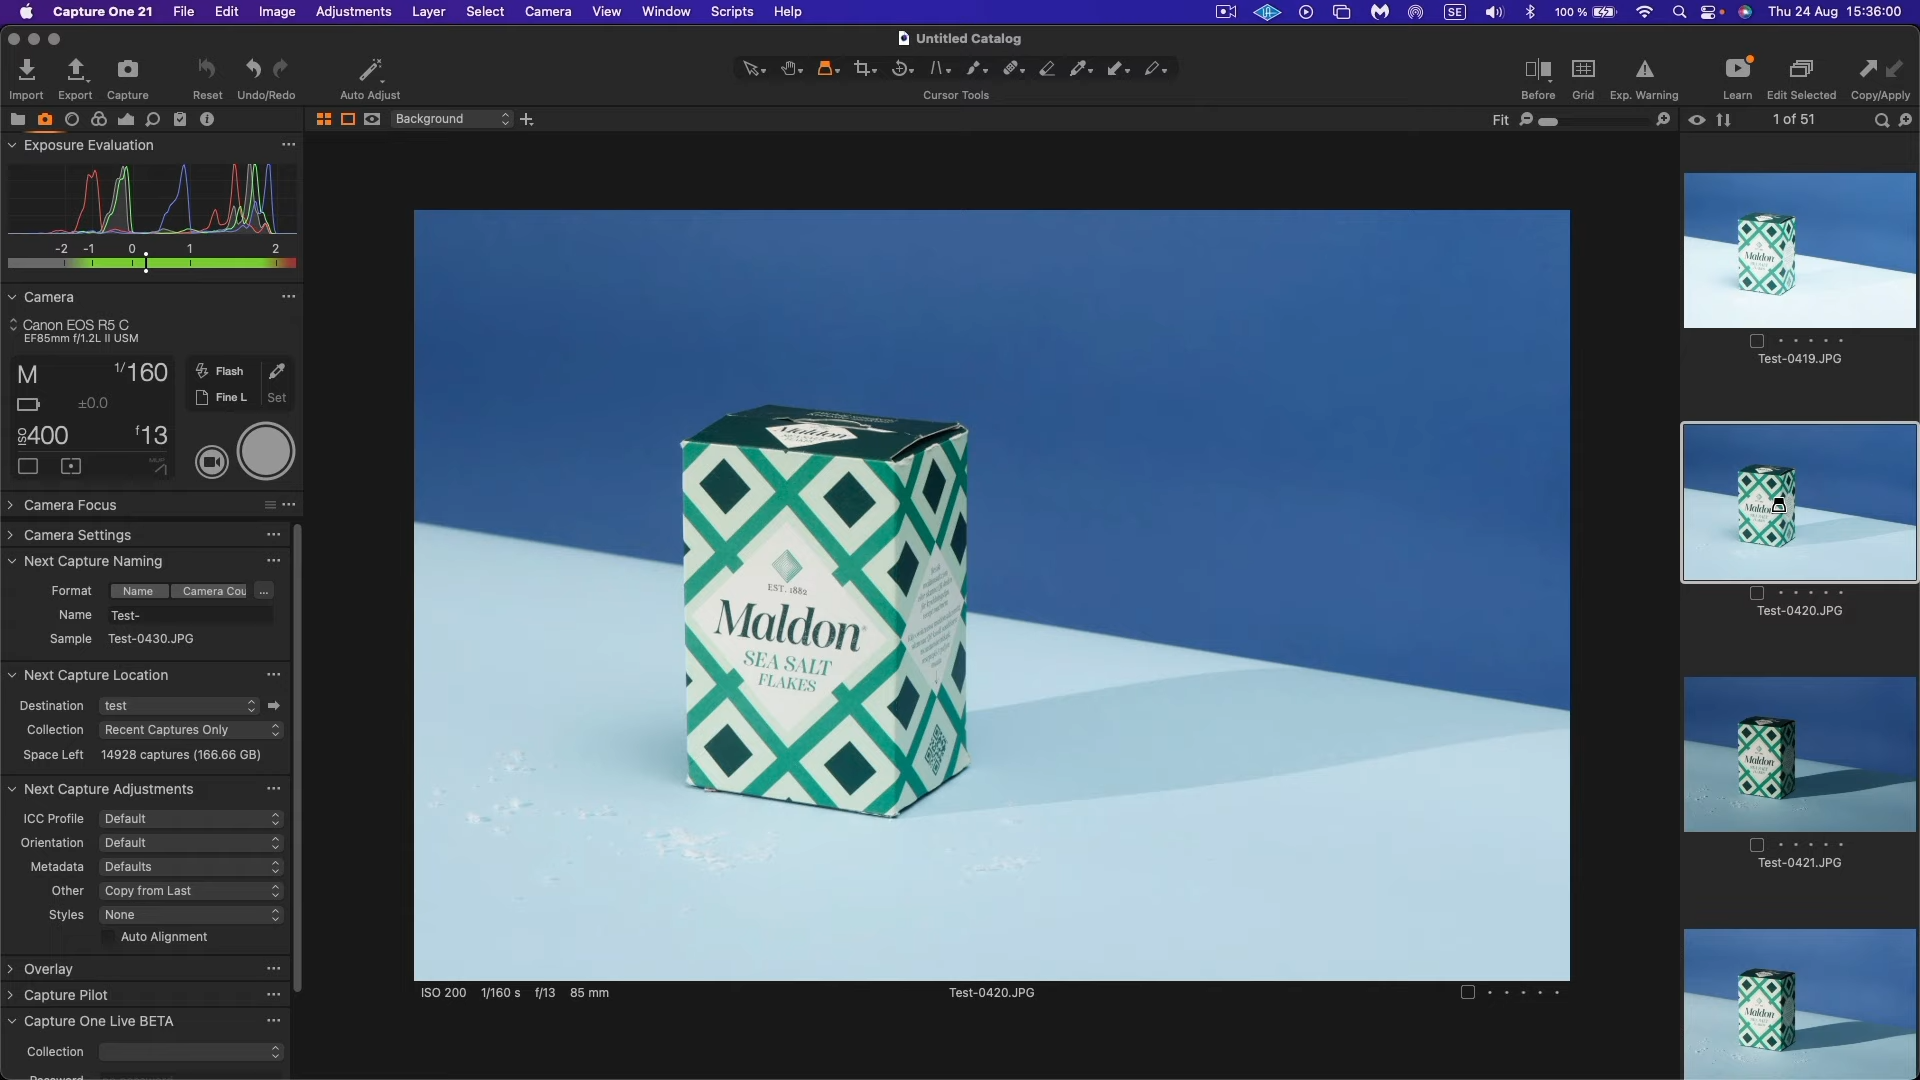 Capture One 21 File Edit Image Adjustments Layer Select Camera View Window Scripts Help
SE 100 % Thu 24 Aug 15:36:00
Untitled Catalog
Import Export Capture Reset Undo/Redo Auto Adjust Cursor Tools Before Grid Exp. Warning Learn Edit Selected Copy/Apply
Background
Fit
1 of 51
Exposure Evaluation
-2 -1 0 1 2
Camera
Canon EOS R5 C
EF85mm f/1.2L II USM
M 1/160
±0.0
ISO 400 f13
Flash
Fine L Set
Camera Focus
Camera Settings
Next Capture Naming
Format Name Camera Cou ...
Name Test-
Sample Test-0430.JPG
Next Capture Location
Destination test
Collection Recent Captures Only
Space Left 14928 captures (166.66 GB)
Next Capture Adjustments
ICC Profile Default
Orientation Default
Metadata Defaults
Other Copy from Last
Styles None
Auto Alignment
Overlay
Capture Pilot
Capture One Live BETA
Collection
Maldon
EST. 1882
Maldon
SEA SALT
FLAKES
ISO 200 1/160 s f/13 85 mm
Test-0420.JPG
Maldon
Test-0419.JPG
Maldon
Test-0420.JPG
Maldon
Test-0421.JPG
Maldon